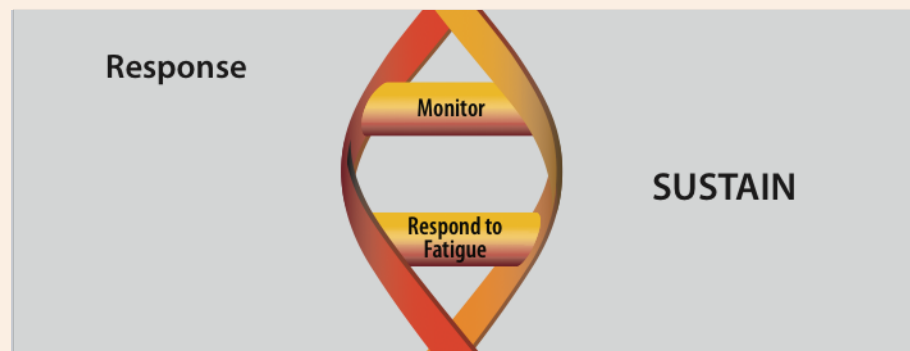 Response
Monitor
SUSTAIN
Respond to
Fatigue